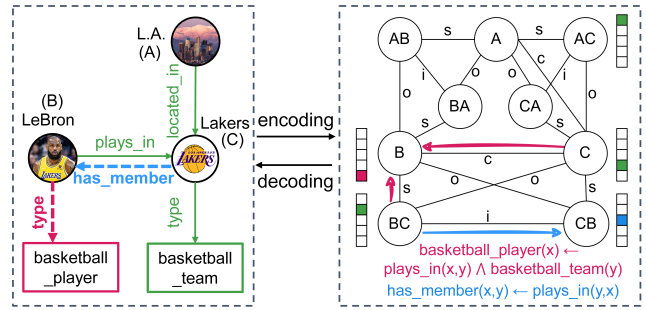 L.A.
(A)
(B)
LeBron
plays_in
located_in
Lakers
(C)
LAKERS
has_member
type
type
basketball
_player
basketball
_team
encoding
decoding
AB
s
A
s
AC
o
i
o
o
c
i
o
BA
CA
s
s
B
c
C
s
o
o
s
BC
i
CB
basketball_player(x) ←
plays_in(x,y) ∧ basketball_team(y)
has_member(x,y) ← plays_in(y,x)